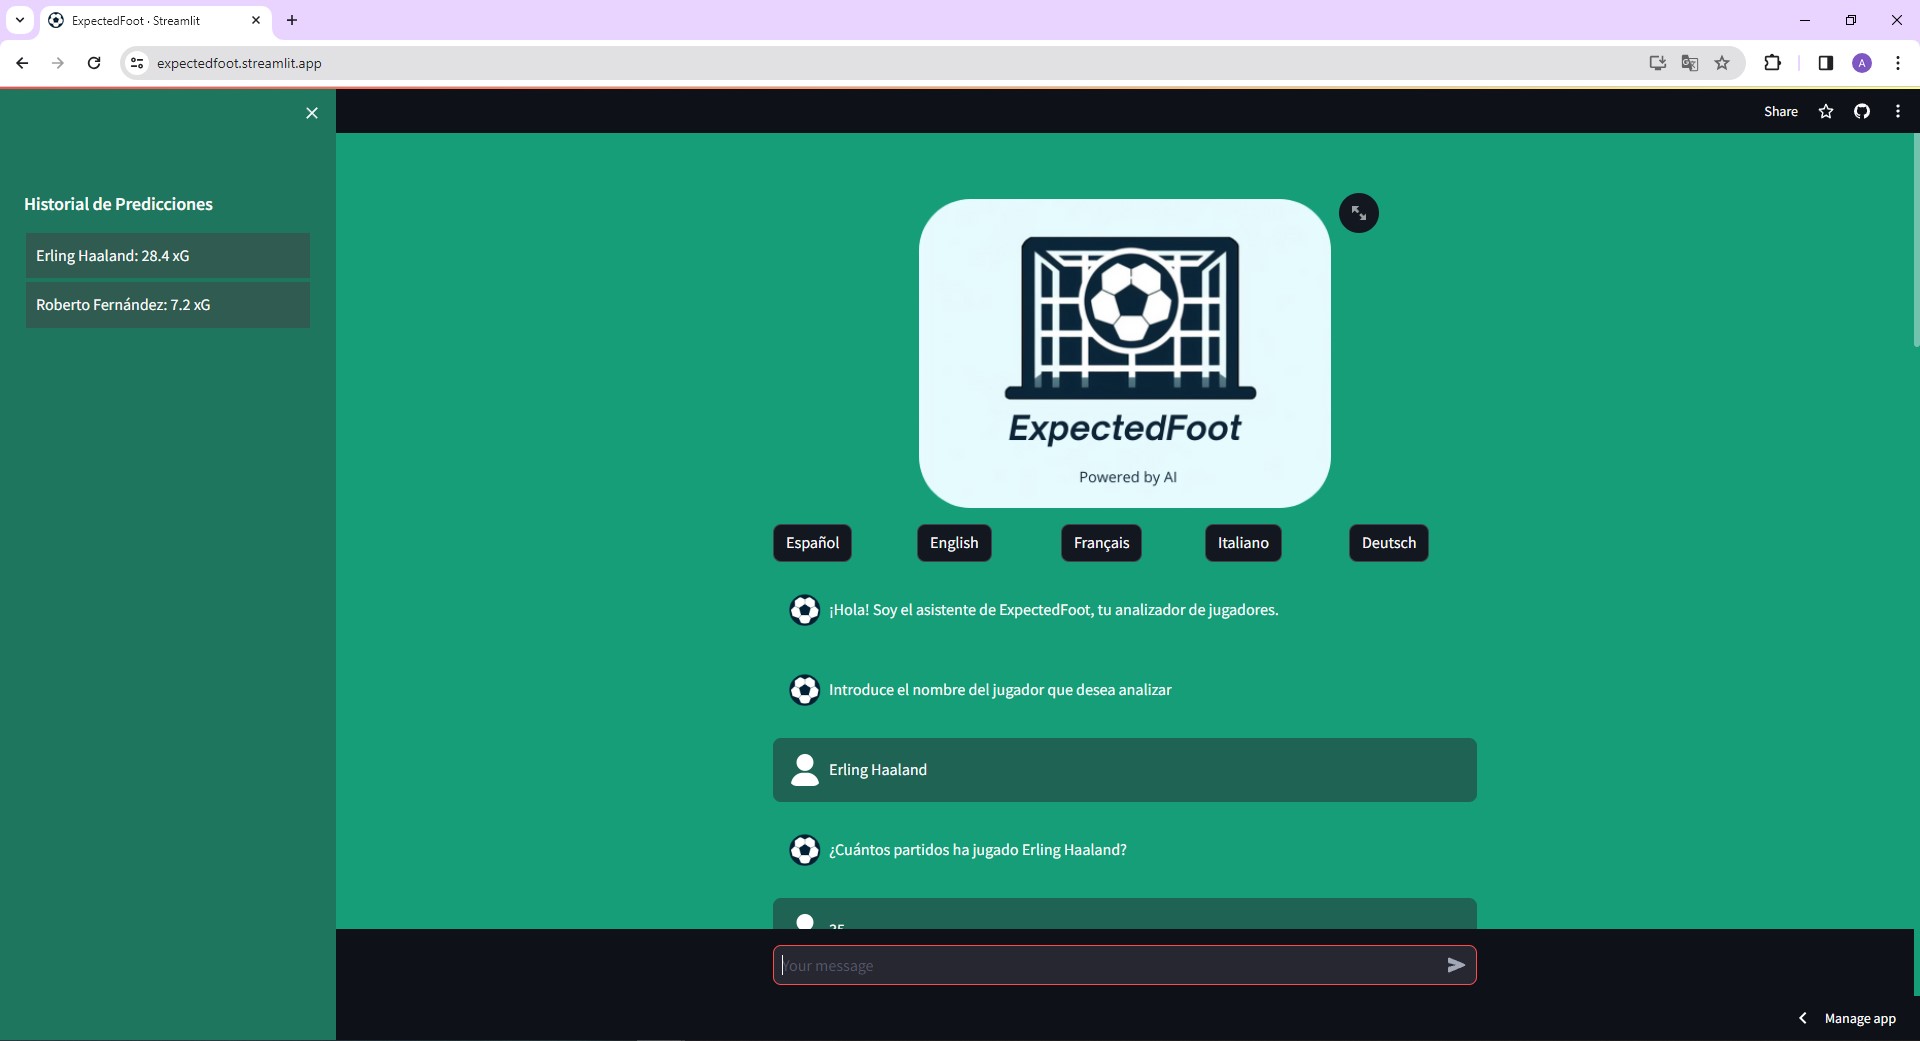 ExpectedFoot · Streamlit
expectedfoot.streamlit.app
A
Share
Historial de Predicciones
Erling Haaland: 28.4 xG
Roberto Fernández: 7.2 xG
ExpectedFoot
Powered by AI
Español English Français Italiano Deutsch
¡Hola! Soy el asistente de ExpectedFoot, tu analizador de jugadores.
Introduce el nombre del jugador que desea analizar
Erling Haaland
¿Cuántos partidos ha jugado Erling Haaland?
Your message
Manage app